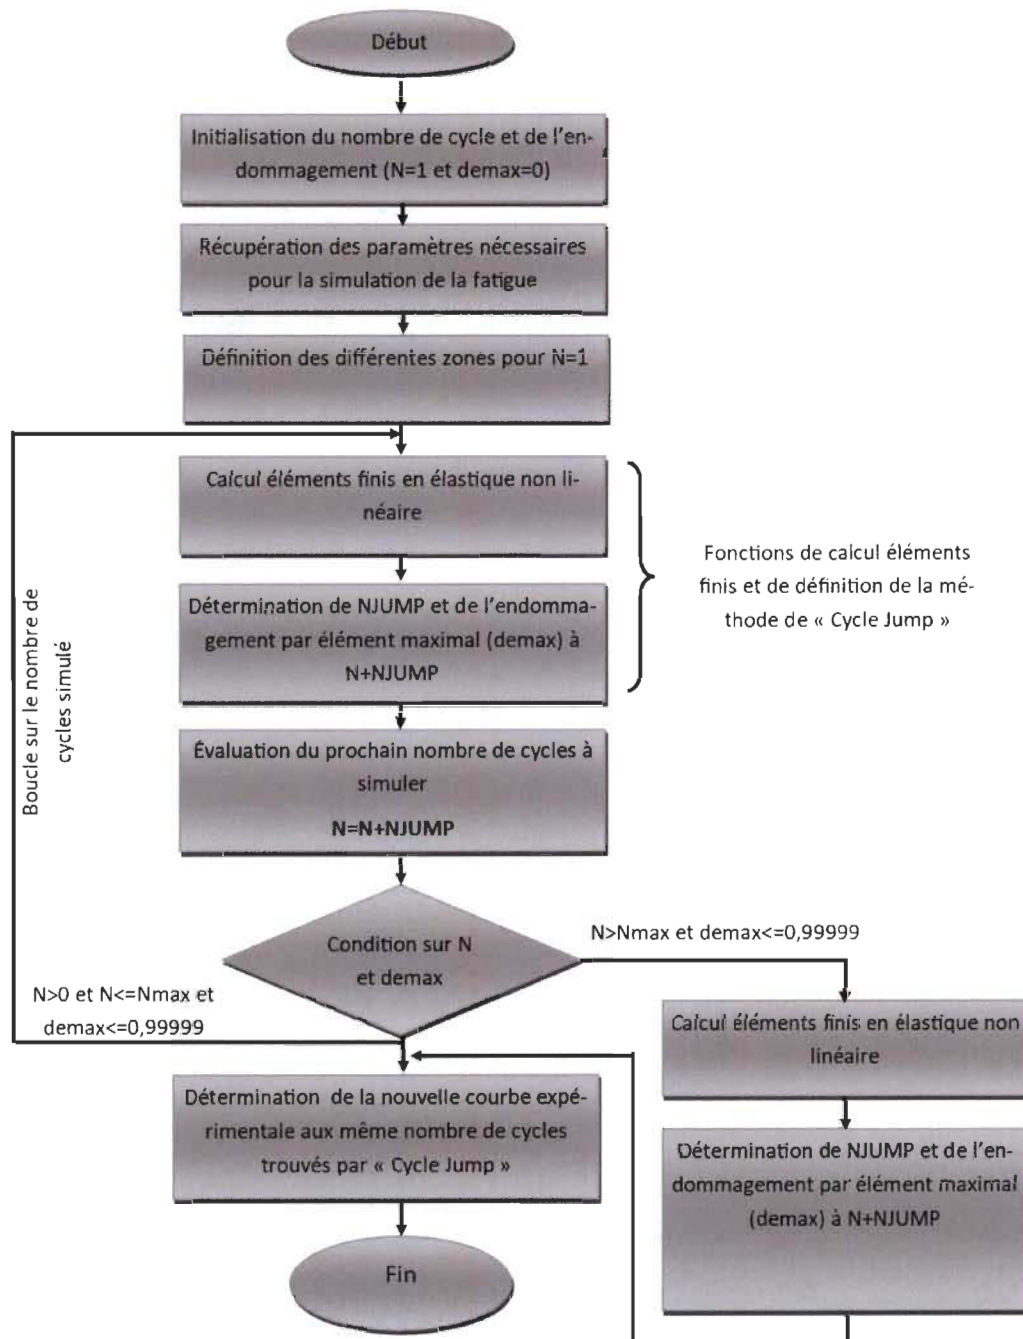 Début
Initialisation du nombre de cycle et de l'en-
dommagement (N=1 et demax=0)
Récupération des paramètres nécessaires
pour la simulation de la fatigue
Définition des différentes zones pour N=1
Calcul éléments finis en élastique non li-
néaire
Détermination de NJUMP et de l'endomma-
gement par élément maximal (demax) à
N+NJUMP
Fonctions de calcul éléments
finis et de définition de la mé-
thode de « Cycle Jump »
Boucle sur le nombre de
cycles simulé
Évaluation du prochain nombre de cycles à
simuler
N=N+NJUMP
Condition sur N
et demax
N>Nmax et demax<=0,99999
N>0 et N<=Nmax et
demax<=0,99999
Calcul éléments finis en élastique non
linéaire
Détermination de NJUMP et de l'en-
dommagement par élément maximal
(demax) à N+NJUMP
Détermination de la nouvelle courbe expé-
rimentale aux même nombre de cycles
trouvés par « Cycle Jump »
Fin